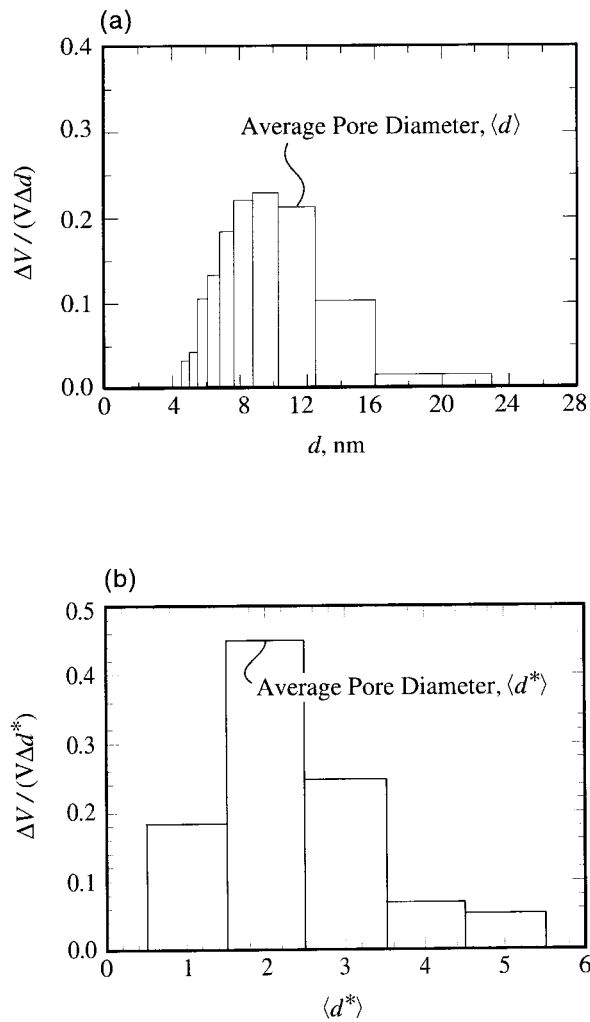 (a)
0.4
0.3
0.2
0.1
0.0
ΔV / (VΔd)
Average Pore Diameter, ⟨d⟩
0 4 8 12 16 20 24 28
d, nm
(b)
0.5
0.4
0.3
0.2
0.1
0.0
ΔV / (VΔd*)
Average Pore Diameter, ⟨d*⟩
0 1 2 3 4 5 6
⟨d*⟩